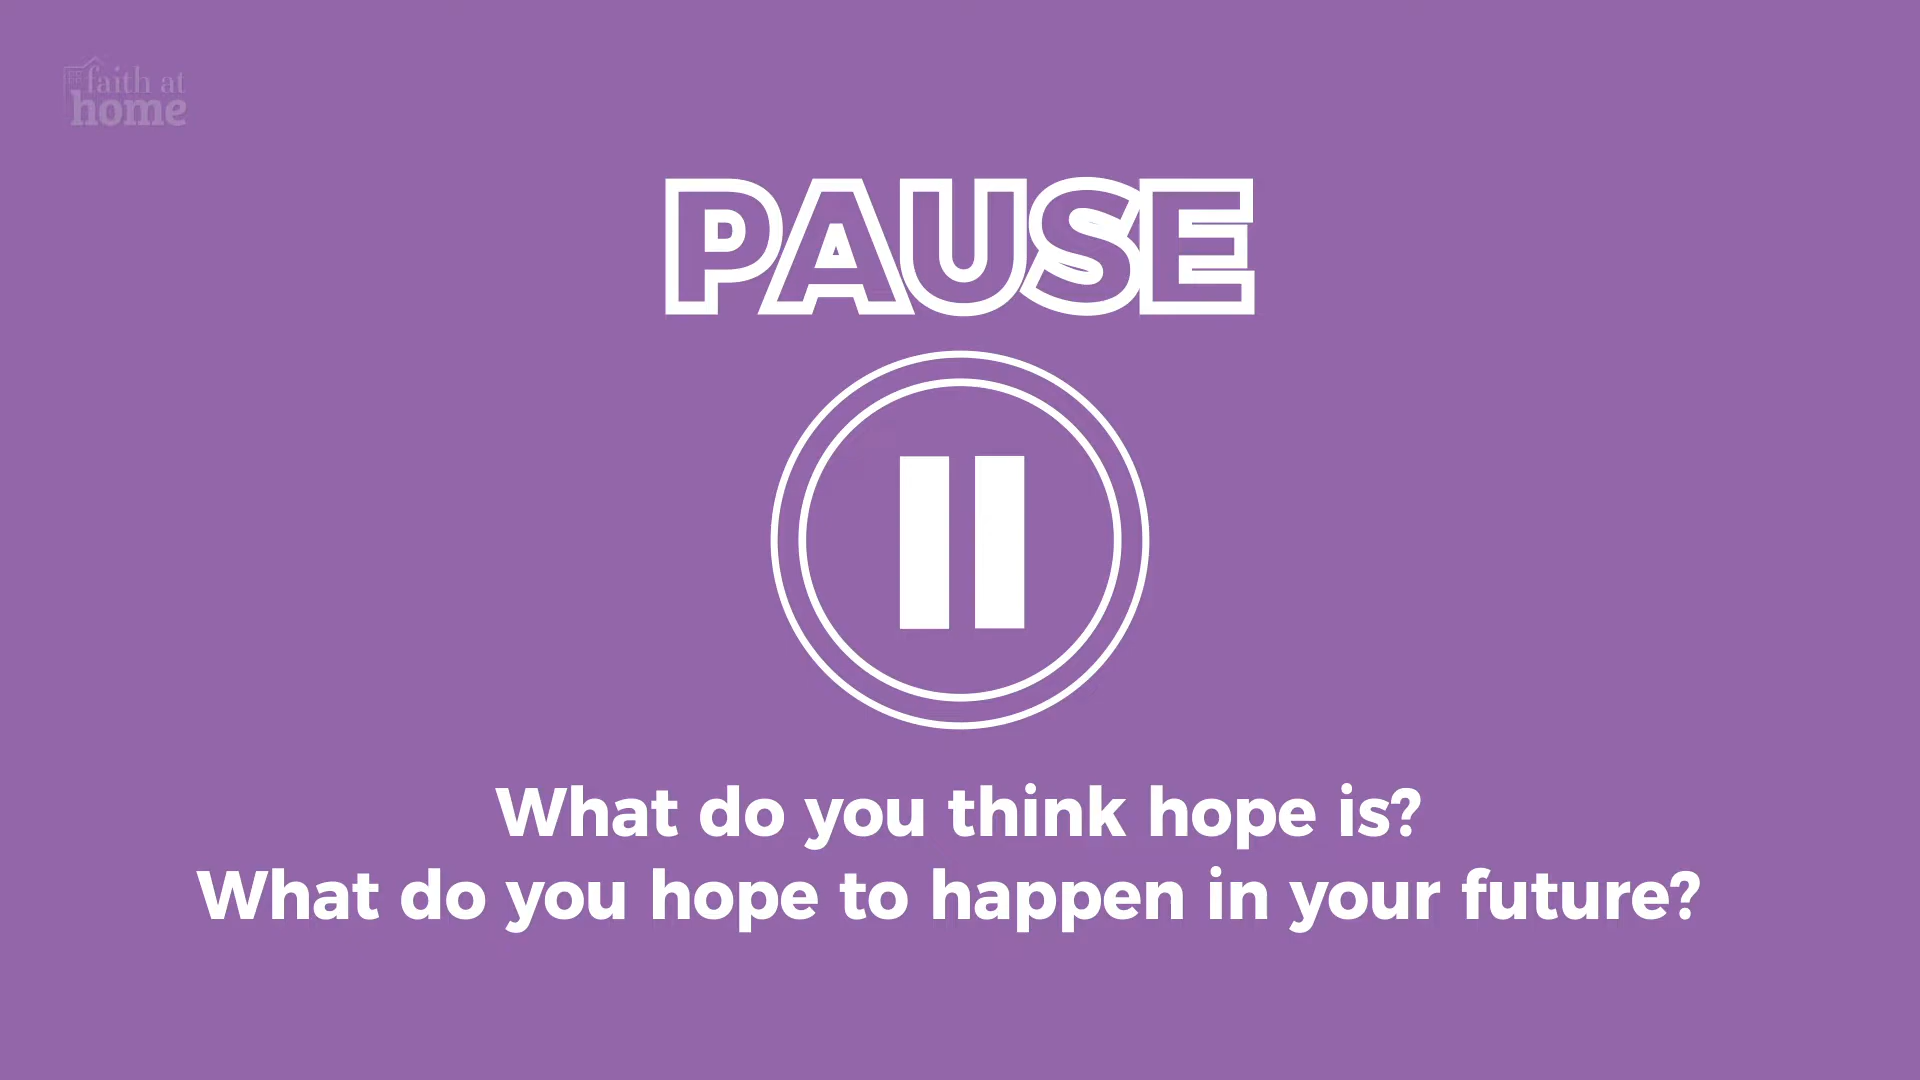 faith at
home
PAUSE
What do you think hope is?
What do you hope to happen in your future?